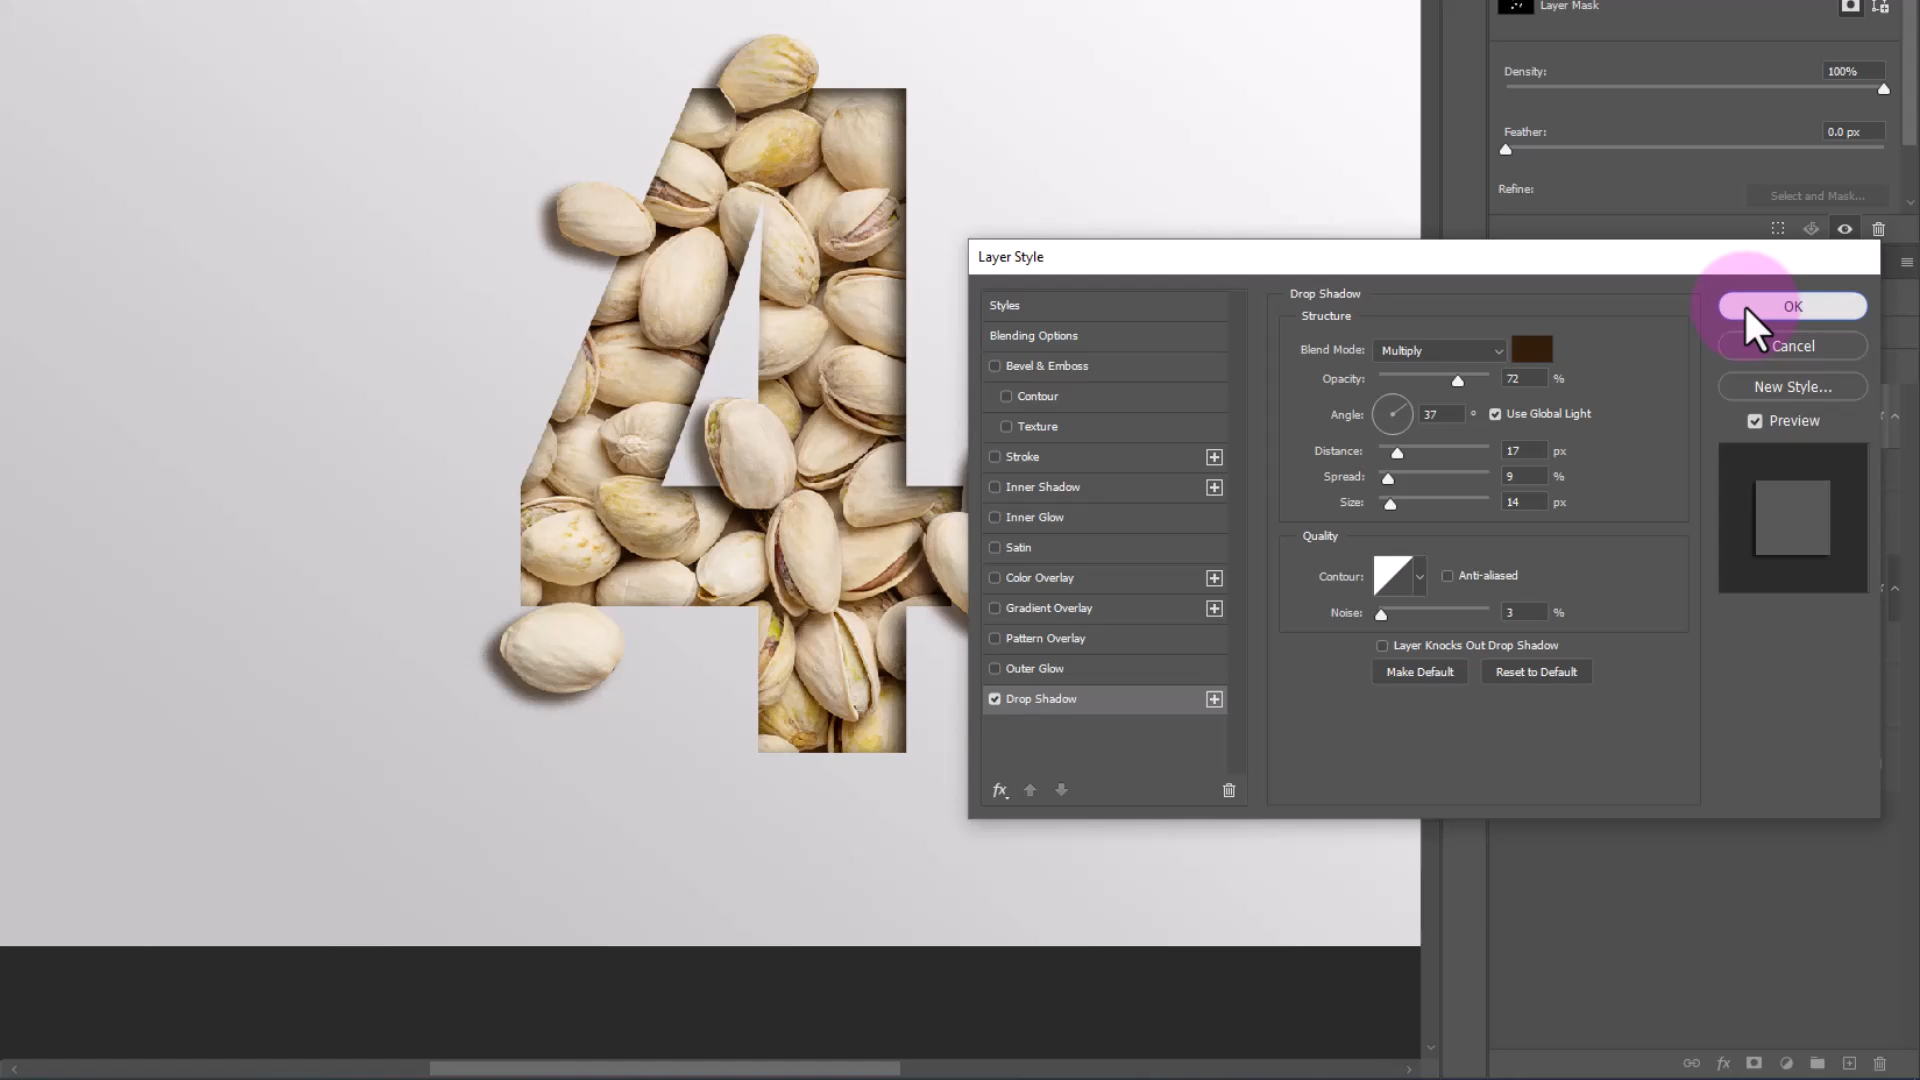 Layer Mask
Density:
100%
Feather:
0.0 px
Refine:
Select and Mask...
Layer Style
Styles
Blending Options
Bevel & Emboss
Contour
Texture
Stroke
Inner Shadow
Inner Glow
Satin
Color Overlay
Gradient Overlay
Pattern Overlay
Outer Glow
Drop Shadow
fx
Drop Shadow
Structure
Blend Mode: Multiply
Opacity: 72 %
Angle: 37 ° Use Global Light
Distance: 17 px
Spread: 9 %
Size: 14 px
Quality
Contour: Anti-aliased
Noise: 3 %
Layer Knocks Out Drop Shadow
Make Default Reset to Default
OK
Cancel
New Style...
Preview
4
fx